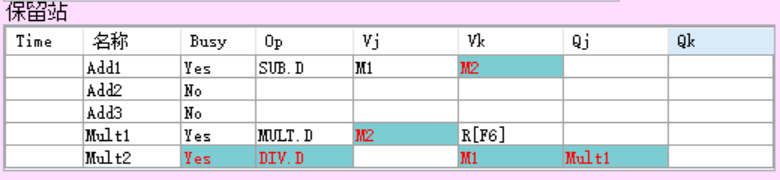 保留站
Time 名称 Busy Op Vj Vk Qj Qk
Add1 Yes SUB.D M1 M2
Add2 No
Add3 No
Mult1 Yes MULT.D M2 R[F6]
Mult2 Yes DIV.D M1 Mult1